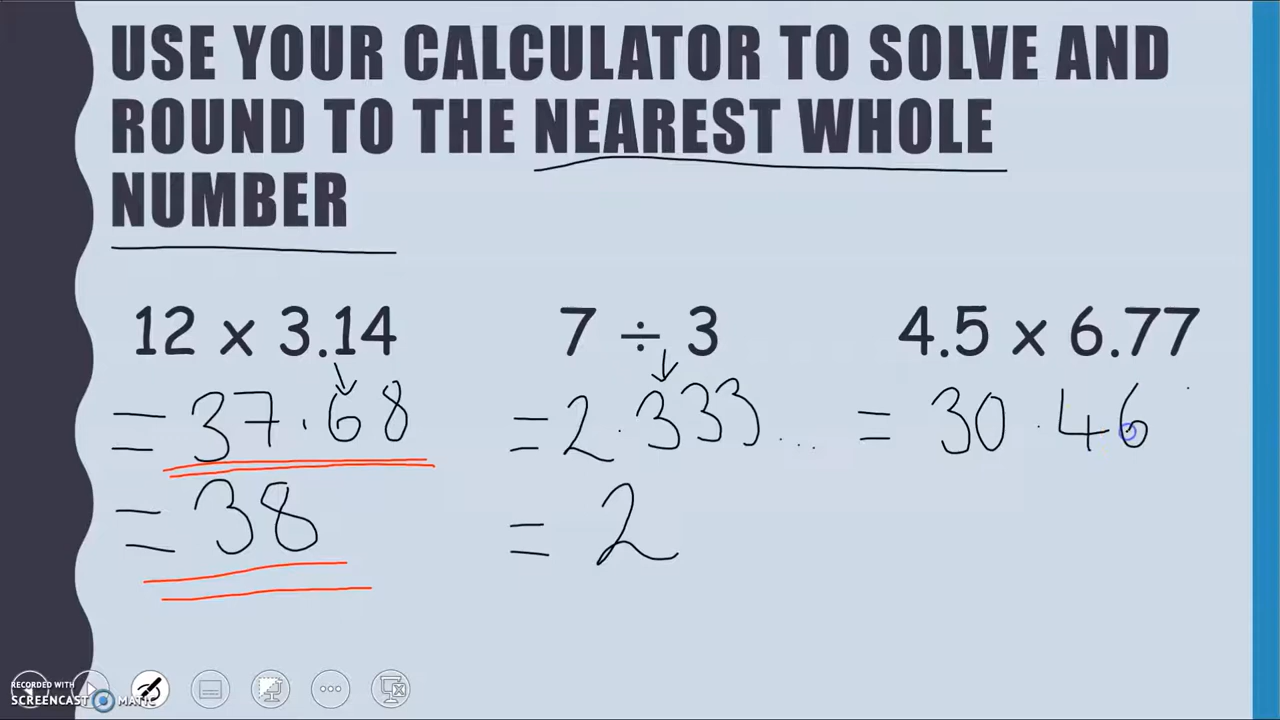 USE YOUR CALCULATOR TO SOLVE AND
ROUND TO THE NEAREST WHOLE
NUMBER
12 x 3.14
= 37.68
= 38
7 ÷ 3
= 2.333...
= 2
4.5 x 6.77
= 30.46
RECORDED WITH
SCREENCAST MATIC